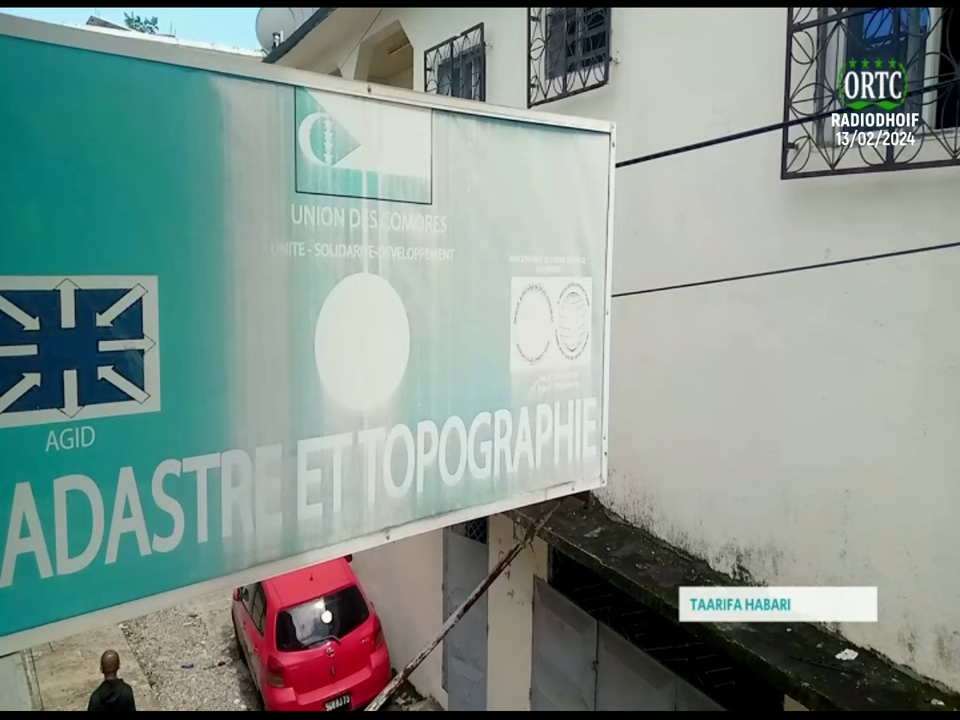 ORTC
RADIODHOIF
13/02/2024
UNION DES COMORES
UNITE - SOLIDARITE-DEVELOPPEMENT
AGID
ADASTRE ET TOPOGRAPHIE
TAARIFA HABARI